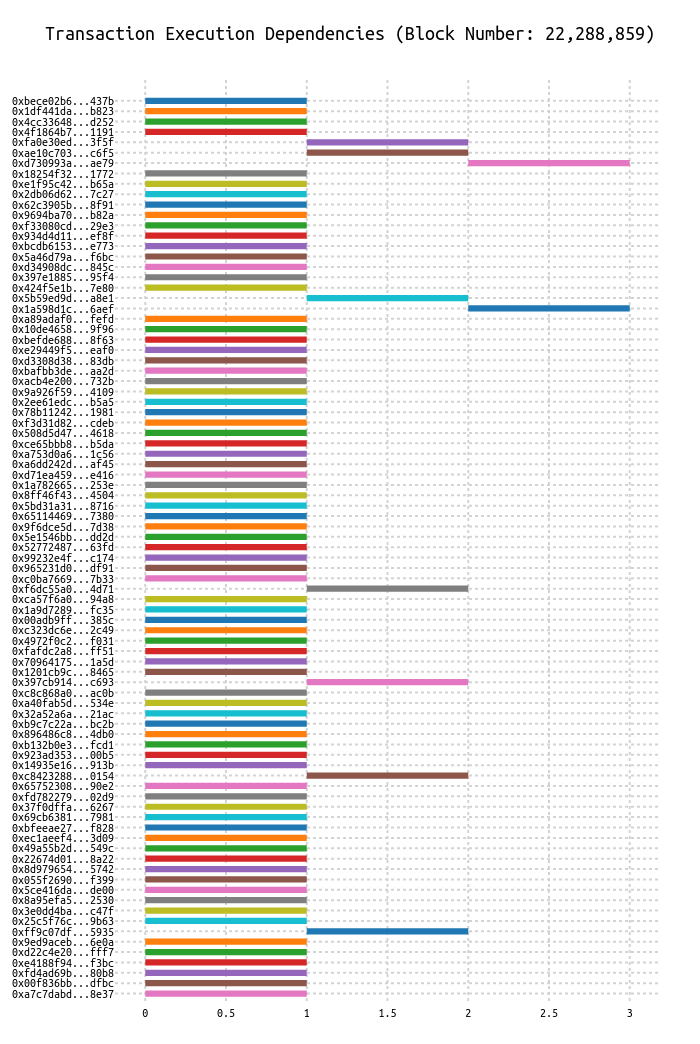 Transaction Execution Dependencies (Block Number: 22,288,859)
0xbece02b6...437b
0x1df441da...b823
0x4cc33648...d252
0x4f1864b7...1191
0xfa0e30ed...3f5f
0xae10c703...c6f5
0xd730993a...ae79
0x18254f32...1772
0xe1f95c42...b65a
0x2db06d62...7c27
0x62c3905b...8f91
0x9694ba70...b82a
0xf33080cd...29e3
0x934d4d11...ef8f
0xbcdb6153...e773
0x5a46d79a...f6bc
0xd34908dc...845c
0x397e1885...95f4
0x424f5e1b...7e80
0x5b59ed9d...a8e1
0x1a598d1c...6aef
0xa89adaf0...fefd
0x10de4658...9f96
0xbefde688...8f63
0xe29449f5...eaf0
0xd3308d38...83db
0xbafbb3de...aa2d
0xacb4e200...732b
0x9a926f59...4109
0x2ee61edc...b5a5
0x78b11242...1981
0xf3d31d82...cdeb
0x508d5d47...4618
0xce65bbb8...b5da
0xa753d0a6...1c56
0xa6dd242d...af45
0xd71ea459...e416
0x1a782665...253e
0x8ff46f43...4504
0x5bd31a31...8716
0x65114469...7380
0x9f6dce5d...7d38
0x5e1546bb...dd2d
0x52772487...63fd
0x99232e4f...c174
0x965231d0...df91
0xc0ba7669...7b33
0xf6dc55a0...4d71
0xca57f6a0...94a8
0x1a9d7289...fc35
0x00adb9ff...385c
0xc323dc6e...2c49
0x4972f0c2...f031
0xfafdc2a8...ff51
0x70964175...1a5d
0x1201cb9c...8465
0x397cb914...c693
0xc8c868a0...ac0b
0xa40fab5d...534e
0x32a52a6a...21ac
0xb9c7c22a...bc2b
0x896486c8...4db0
0xb132b0e3...fcd1
0x923ad353...00b5
0x14935e16...913b
0xc8423288...0154
0x65752308...90e2
0xfd782279...02d9
0x37f0dffa...6267
0x69cb6381...7981
0xbfeeae27...f828
0xec1aeef4...3d09
0x49a55b2d...549c
0x22674d01...8a22
0x8d979654...5742
0x055f2690...f399
0x5ce416da...de00
0x8a95efa5...2530
0x3e0dd4ba...c47f
0x25c5f76c...9b63
0xff9c07df...5935
0x9ed9aceb...6e0a
0xd22c4e20...fff7
0xe4188f94...f3bc
0xfd4ad69b...80b8
0x00f836bb...dfbc
0xa7c7dabd...8e37
0 0.5 1 1.5 2 2.5 3